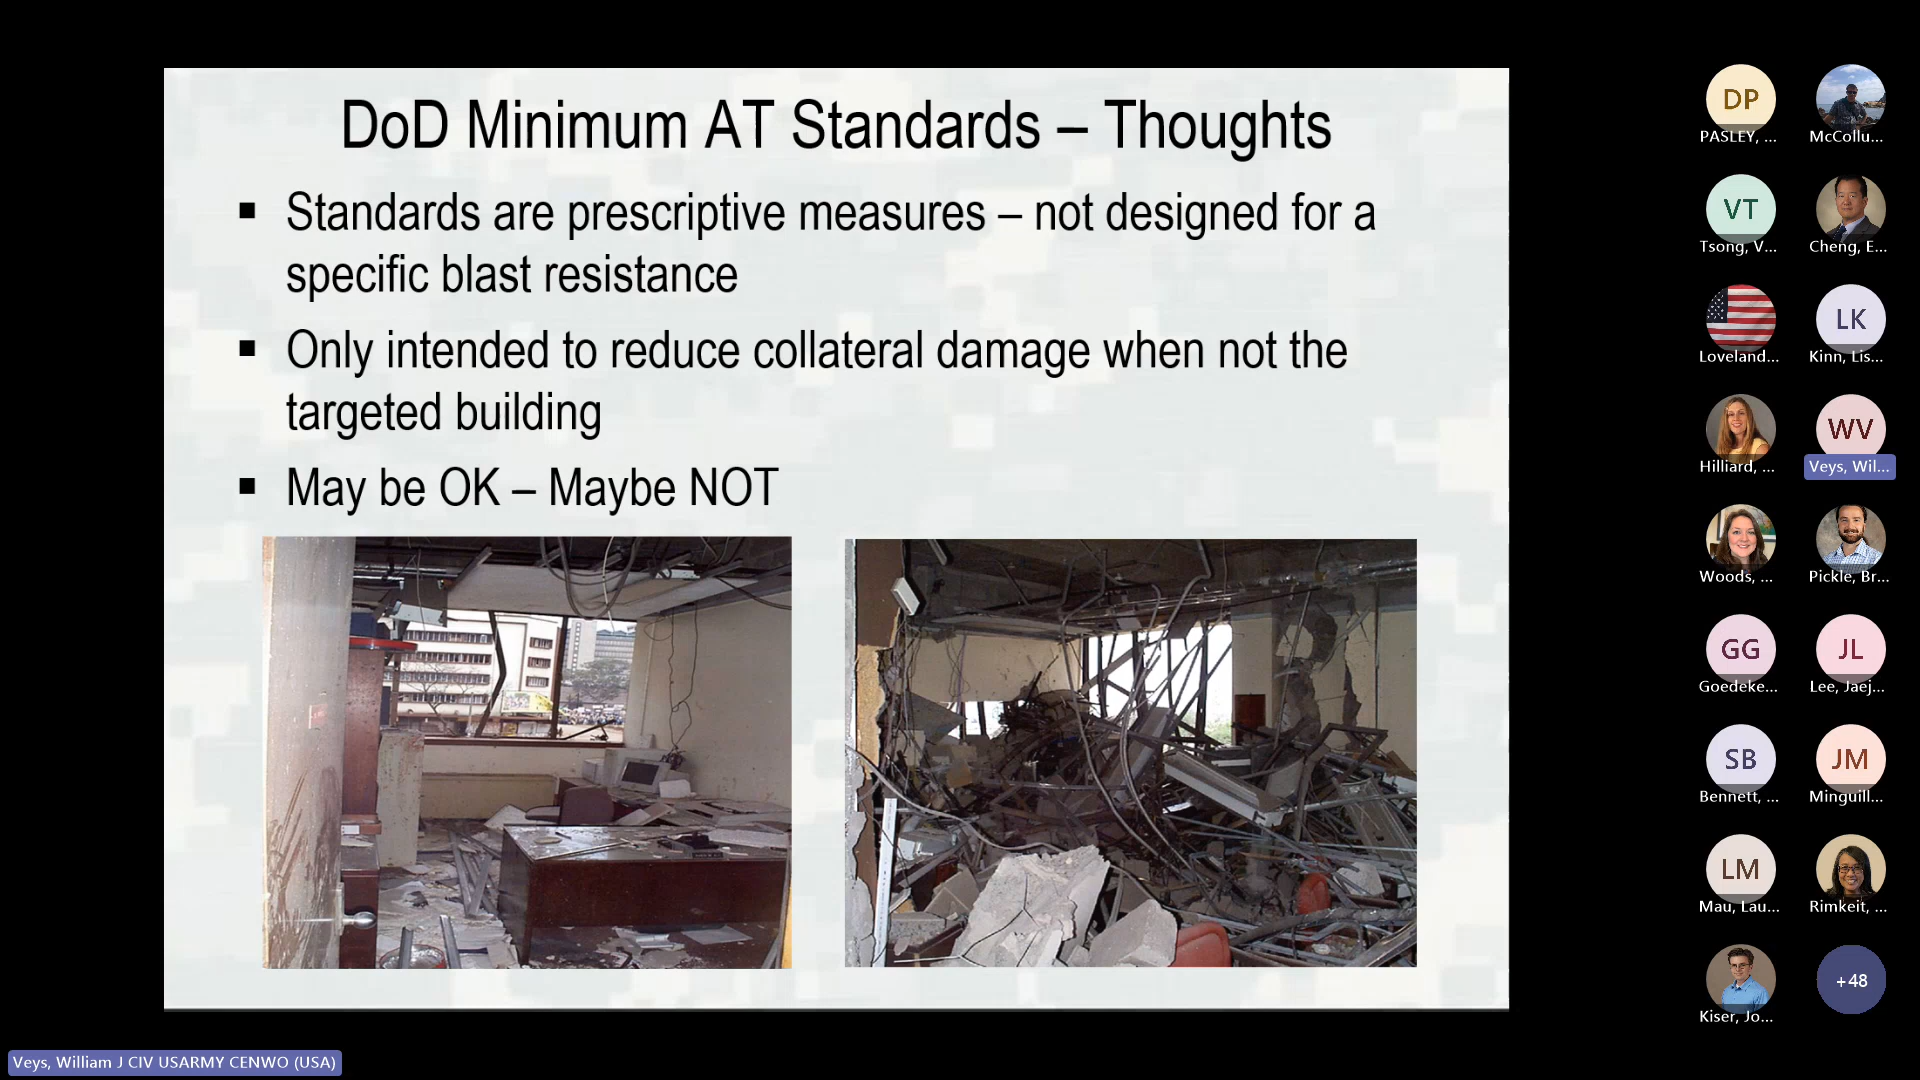 DoD Minimum AT Standards – Thoughts
▪ Standards are prescriptive measures – not designed for a
specific blast resistance
▪ Only intended to reduce collateral damage when not the
targeted building
▪ May be OK – Maybe NOT
DP
PASLEY, ...
McCollu...
VT
Tsong, V...
Cheng, E...
Loveland...
LK
Kinn, Lis...
Hilliard, ...
WV
Veys, Wil...
Woods, ...
Pickle, Br...
GG
Goedeke...
JL
Lee, Jaej...
SB
Bennett, ...
JM
Minguill...
LM
Mau, Lau...
Rimkeit, ...
Kiser, Jo...
+48
Veys, William J CIV USARMY CENWO (USA)